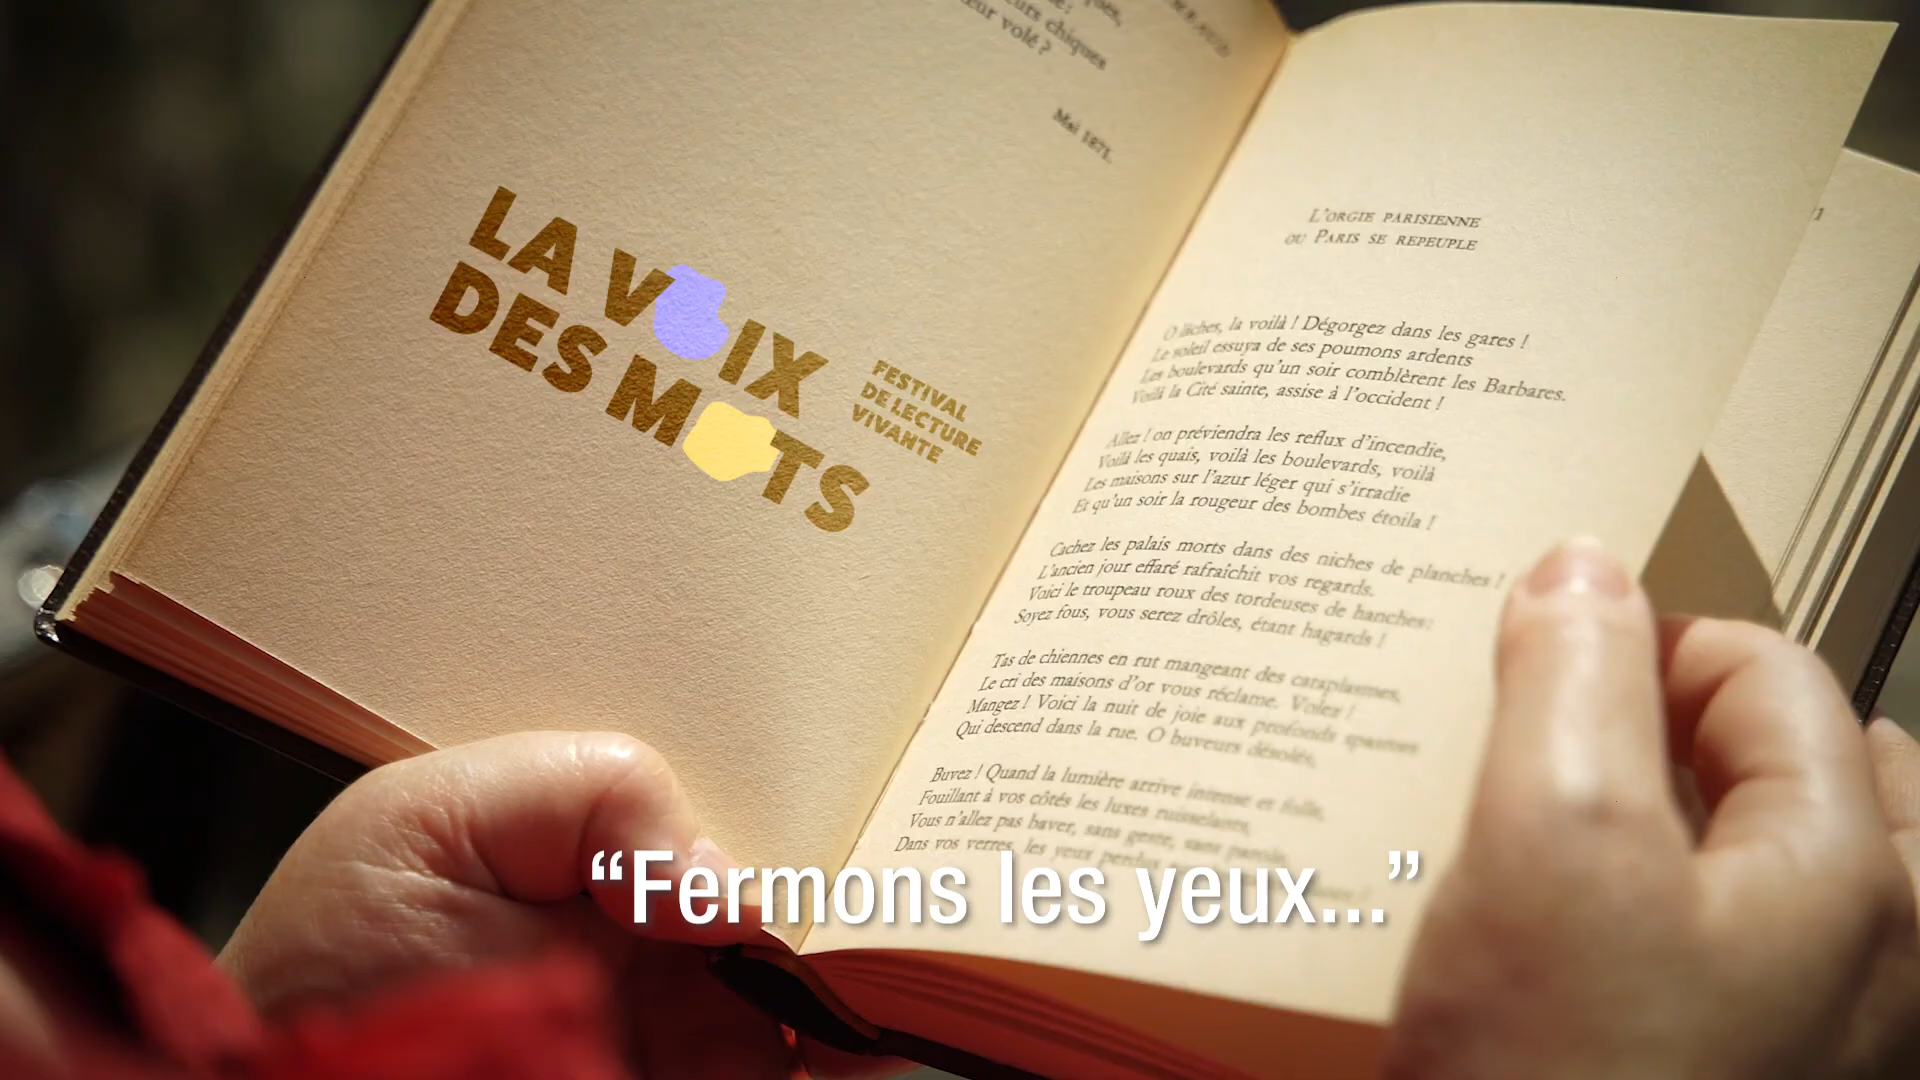 urs chiques
œur volé ?
Mai 1871.
LA VOIX
DES MOTS
FESTIVAL
DE LECTURE
VIVANTE
L'ORGIE PARISIENNE
OU PARIS SE REPEUPLE
O lâches, la voilà ! Dégorgez dans les gares !
Le soleil essuya de ses poumons ardents
Les boulevards qu'un soir comblèrent les Barbares.
Voilà la Cité sainte, assise à l'occident !
Allez ! on préviendra les reflux d'incendie,
Voilà les quais, voilà les boulevards, voilà
Les maisons sur l'azur léger qui s'irradie
Et qu'un soir la rougeur des bombes étoila !
Cachez les palais morts dans des niches de planches !
L'ancien jour effaré rafraîchit vos regards.
Voici le troupeau roux des tordeuses de hanches :
Soyez fous, vous serez drôles, étant hagards !
Tas de chiennes en rut mangeant des cataplasmes,
Le cri des maisons d'or vous réclame. Volez !
Mangez ! Voici la nuit de joie aux profonds spasmes
Qui descend dans la rue. O buveurs désolés,
Buvez ! Quand la lumière arrive intense et folle,
Fouillant à vos côtés les luxes ruisselants,
Vous n'allez pas baver, sans geste, sans parole,
Dans vos verres, les yeux perdus
“Fermons les yeux...”